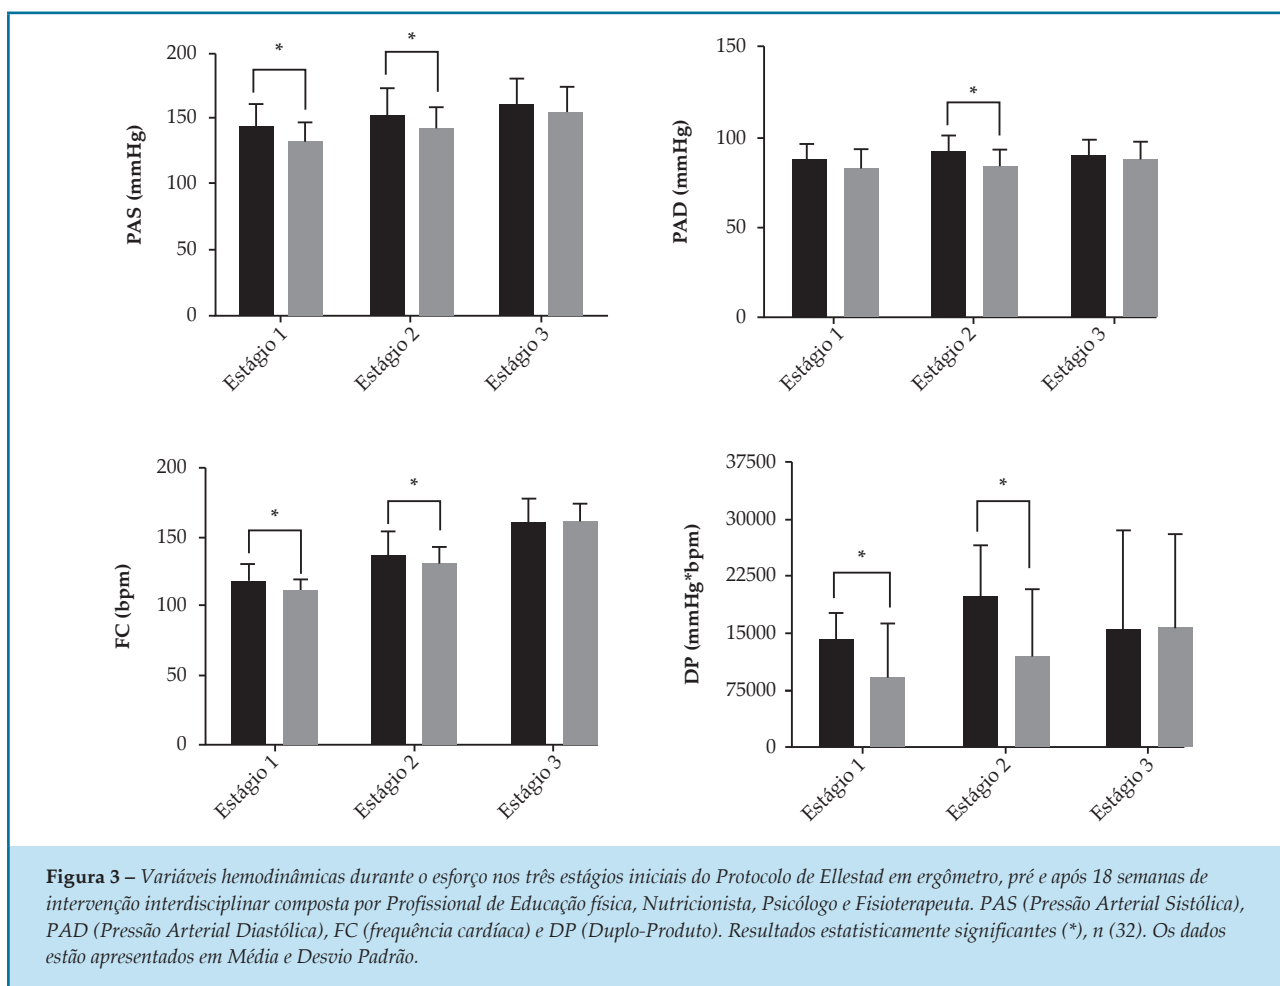 200
150
100
50
0
PAS (mmHg)
*
*
Estágio 1
Estágio 2
Estágio 3
150
100
50
0
PAD (mmHg)
*
Estágio 1
Estágio 2
Estágio 3
200
150
100
50
0
FC (bpm)
*
*
Estágio 1
Estágio 2
Estágio 3
37500
30000
22500
15000
75000
0
DP (mmHg*bpm)
*
*
Estágio 1
Estágio 2
Estágio 3
Figura 3 – Variáveis hemodinâmicas durante o esforço nos três estágios iniciais do Protocolo de Ellestad em ergômetro, pré e após 18 semanas de
intervenção interdisciplinar composta por Profissional de Educação física, Nutricionista, Psicólogo e Fisioterapeuta. PAS (Pressão Arterial Sistólica),
PAD (Pressão Arterial Diastólica), FC (frequência cardíaca) e DP (Duplo-Produto). Resultados estatisticamente significantes (*), n (32). Os dados
estão apresentados em Média e Desvio Padrão.